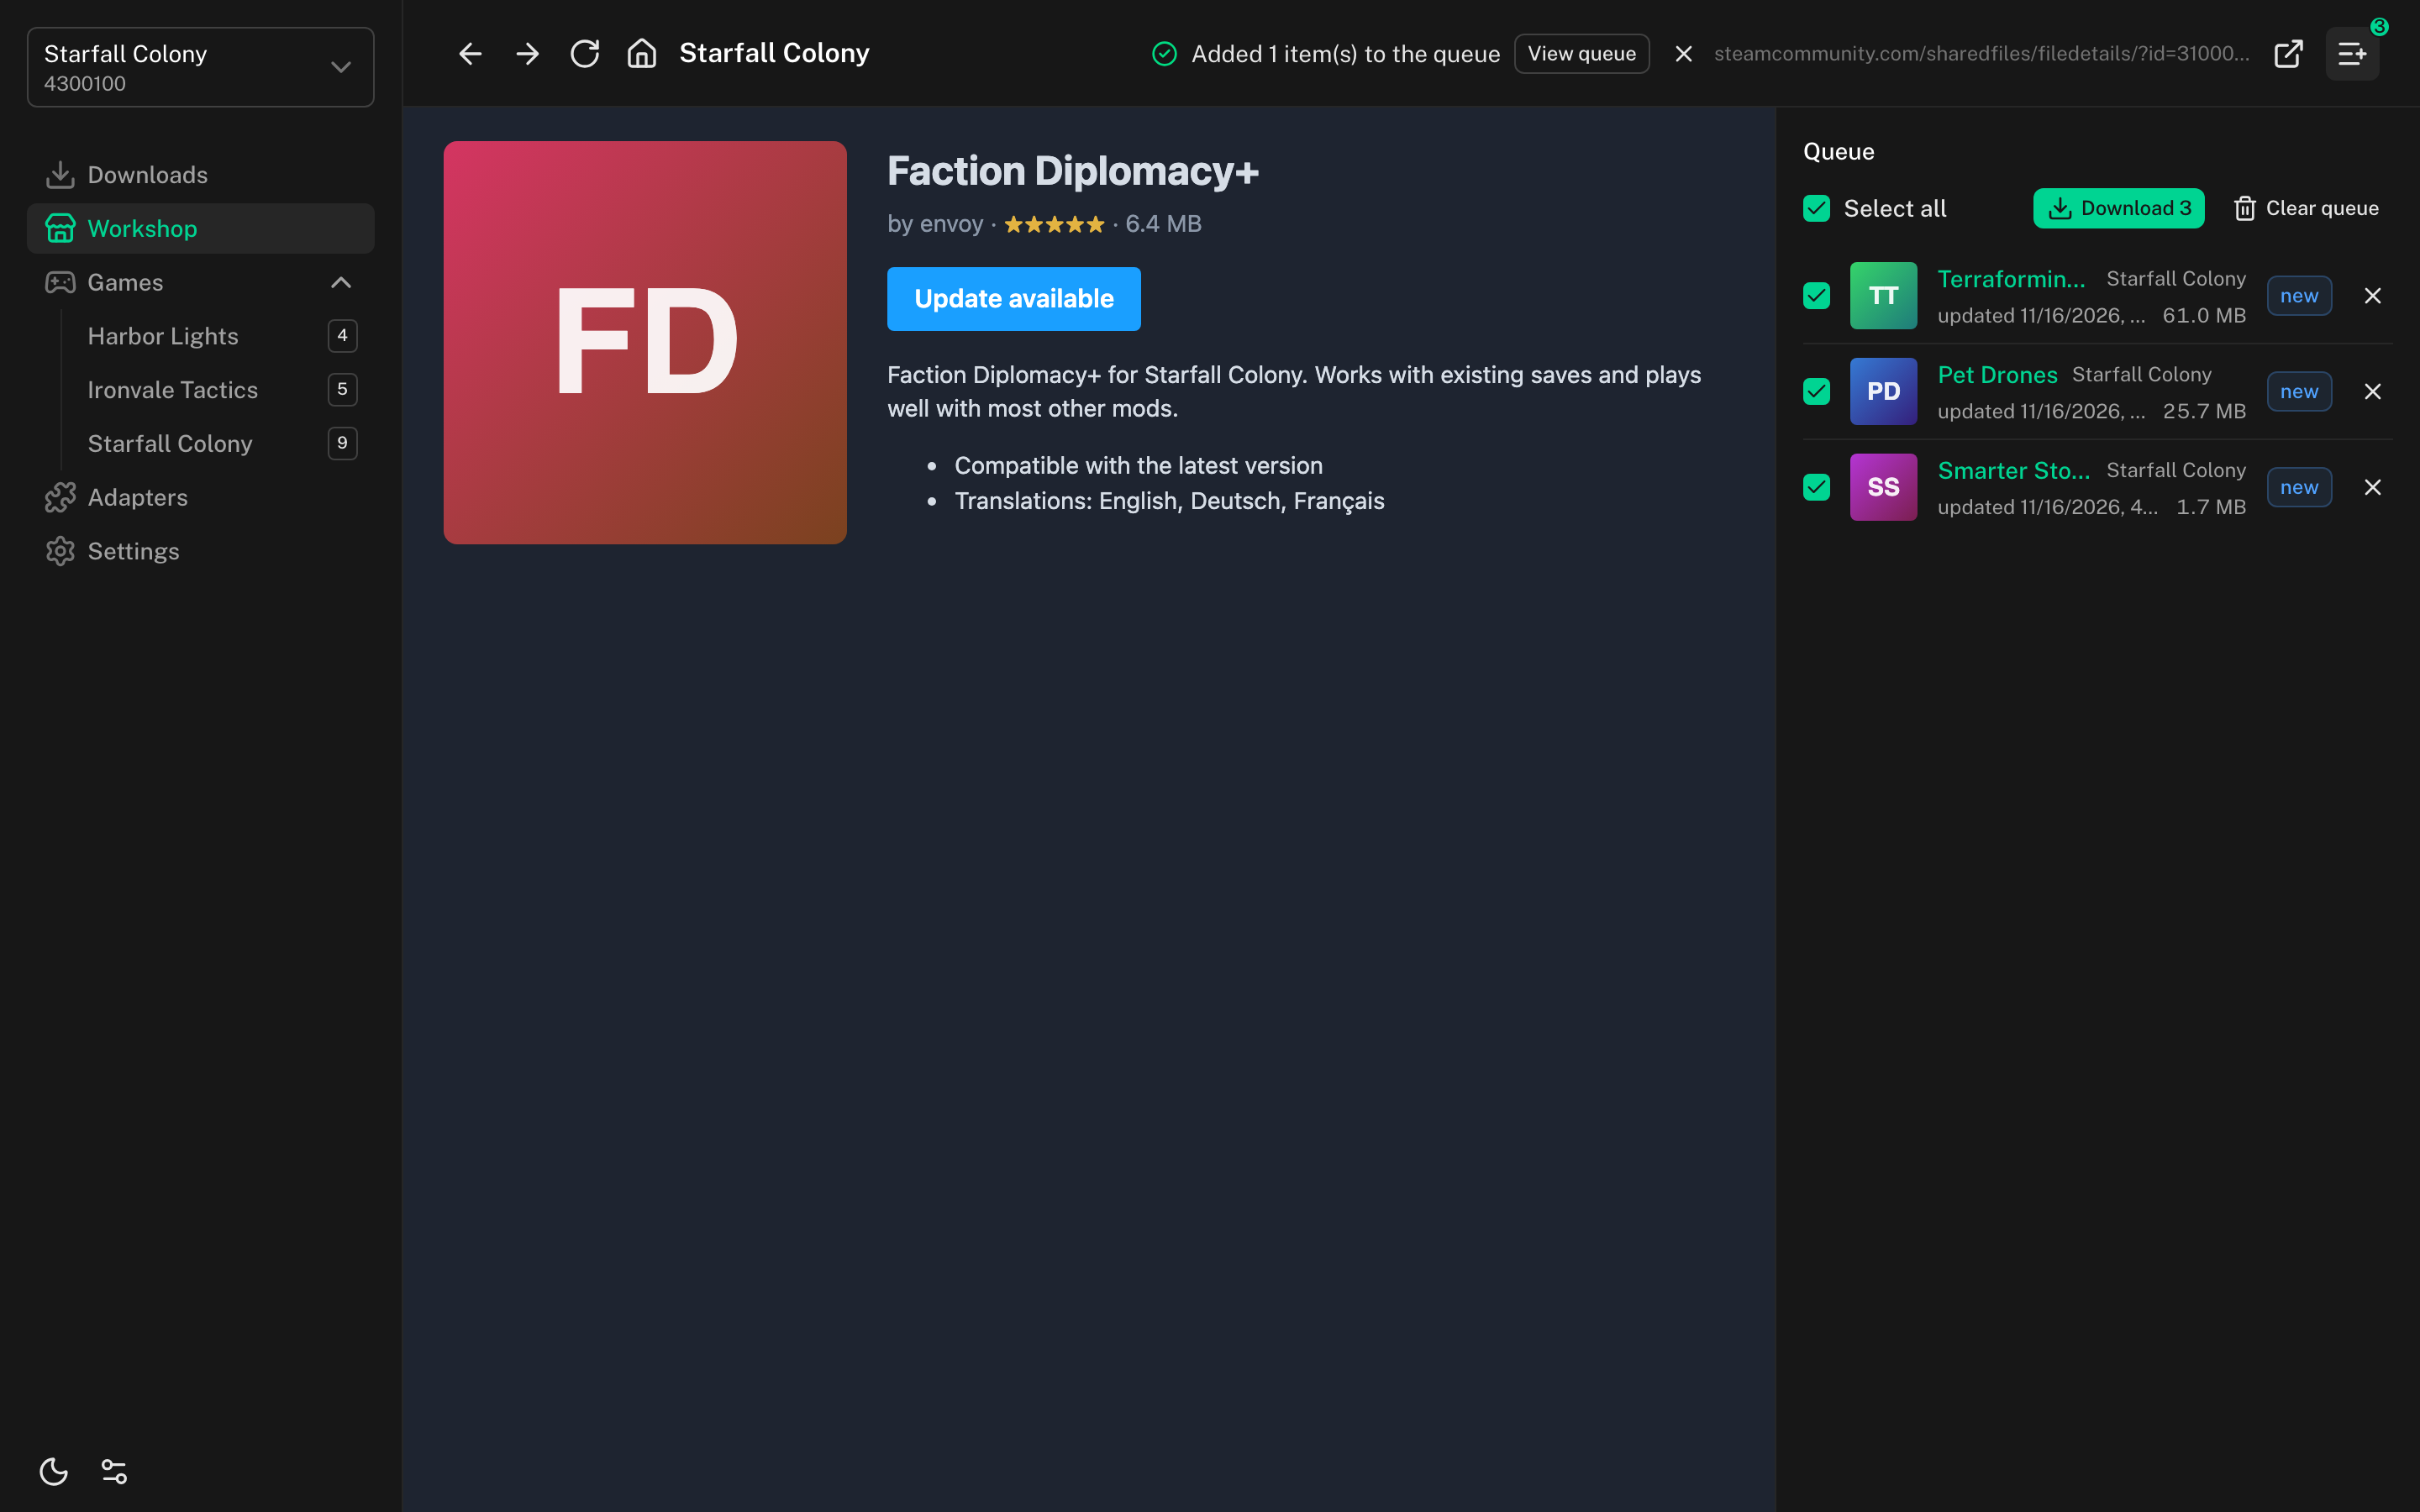 Starfall Colony
4300100
Downloads
Workshop
Games
Harbor Lights 4
Ironvale Tactics 5
Starfall Colony 9
Adapters
Settings
Starfall Colony
Added 1 item(s) to the queue
View queue
steamcommunity.com/sharedfiles/filedetails/?id=31000...
3
FD
Faction Diplomacy+
by envoy · ★★★★★ · 6.4 MB
Update available
Faction Diplomacy+ for Starfall Colony. Works with existing saves and plays
well with most other mods.
• Compatible with the latest version
• Translations: English, Deutsch, Français
Queue
Select all
Download 3
Clear queue
TT
Terraformin... Starfall Colony
updated 11/16/2026, ... 61.0 MB
new
PD
Pet Drones Starfall Colony
updated 11/16/2026, ... 25.7 MB
new
SS
Smarter Sto... Starfall Colony
updated 11/16/2026, 4... 1.7 MB
new